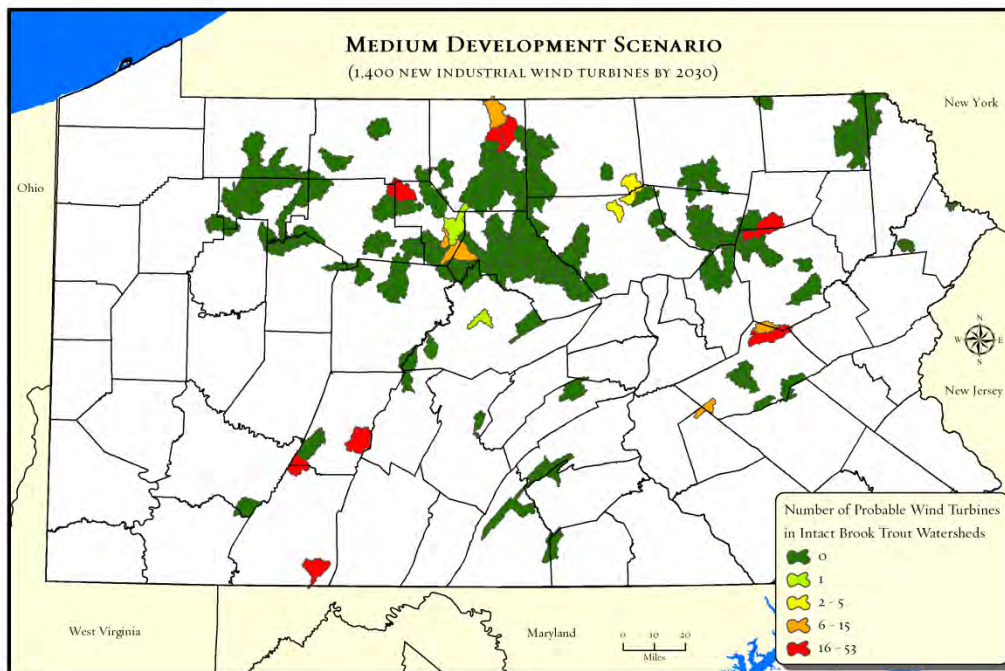 MEDIUM DEVELOPMENT SCENARIO
(1,400 NEW INDUSTRIAL WIND TURBINES BY 2030)
New York
Ohio
N
W E
S
New Jersey
Number of Probable Wind Turbines
in Intact Brook Trout Watersheds
0
1
2 - 5
6 - 15
16 - 53
West Virginia
Maryland
0 10 20
Miles